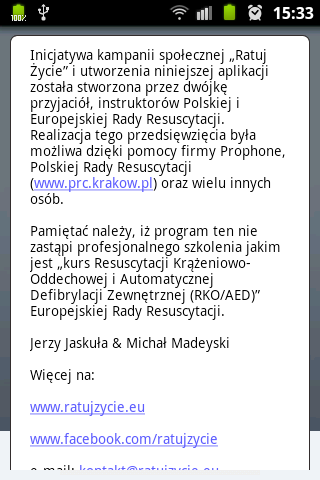 100%
15:33
Inicjatywa kampanii społecznej „Ratuj
Życie” i utworzenia niniejszej aplikacji
została stworzona przez dwójkę
przyjaciół, instruktorów Polskiej i
Europejskiej Rady Resuscytacji.
Realizacja tego przedsięwzięcia była
możliwa dzięki pomocy firmy Prophone,
Polskiej Rady Resuscytacji
(www.prc.krakow.pl) oraz wielu innych
osób.
Pamiętać należy, iż program ten nie
zastąpi profesjonalnego szkolenia jakim
jest „kurs Resuscytacji Krążeniowo-
Oddechowej i Automatycznej
Defibrylacji Zewnętrznej (RKO/AED)”
Europejskiej Rady Resuscytacji.
Jerzy Jaskuła & Michał Madeyski
Więcej na:
www.ratujzycie.eu
www.facebook.com/ratujzycie
e-mail: kontakt@ratujzycie.eu